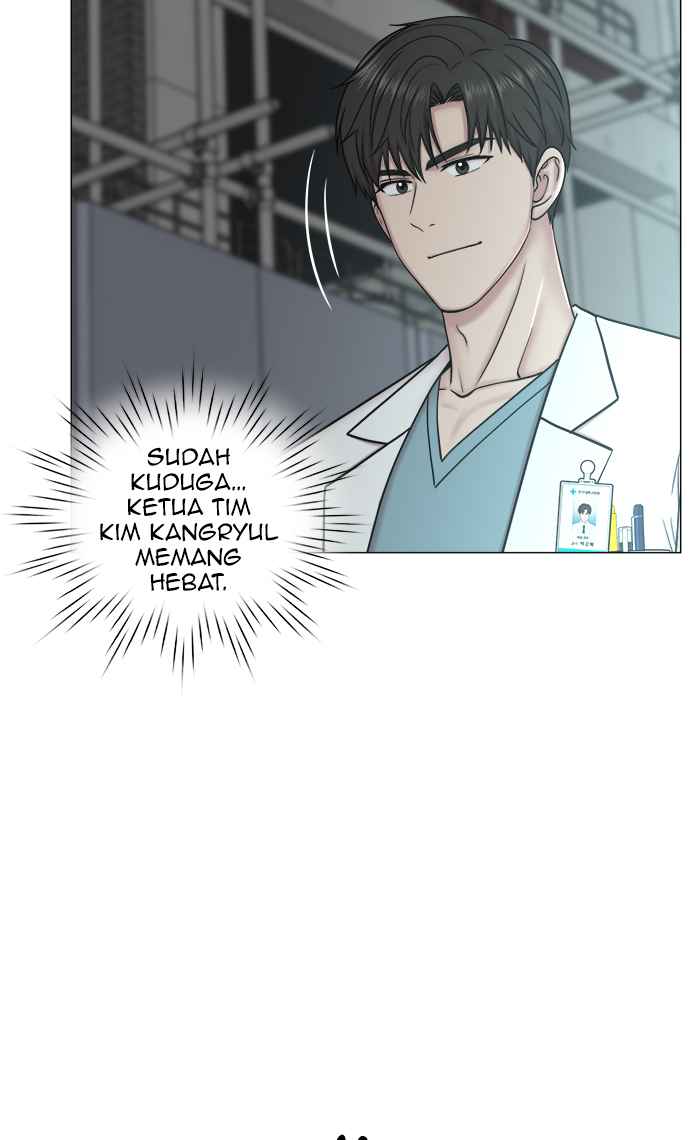 SUDAH
KUDUGA...
KETUA TIM
KIM KANGRYUL
MEMANG
HEBAT.